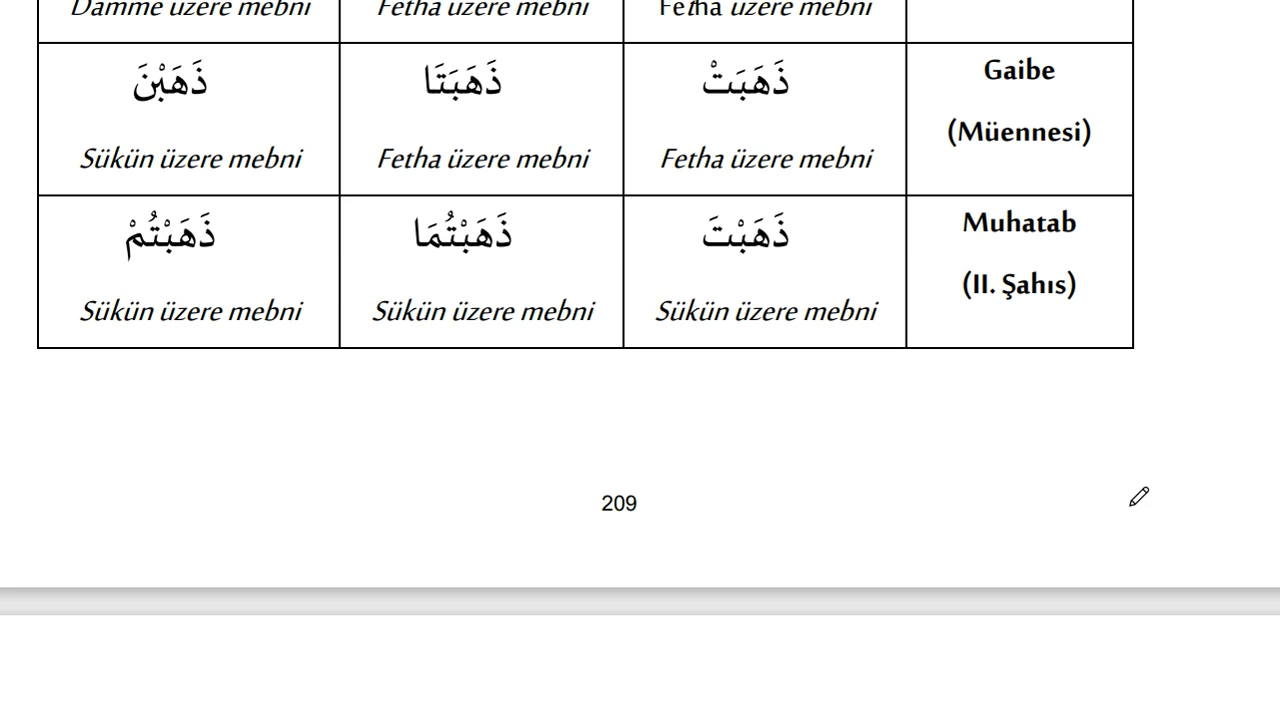 Damme üzere mebni Fetha üzere mebni Fetha üzere mebni
ذَهَبْنَ ذَهَبَتَا ذَهَبَتْ Gaibe
(Müennesi)
Sükün üzere mebni Fetha üzere mebni Fetha üzere mebni
ذَهَبْتُمْ ذَهَبْتُمَا ذَهَبْتَ Muhatab
(II. Şahıs)
Sükün üzere mebni Sükün üzere mebni Sükün üzere mebni
209